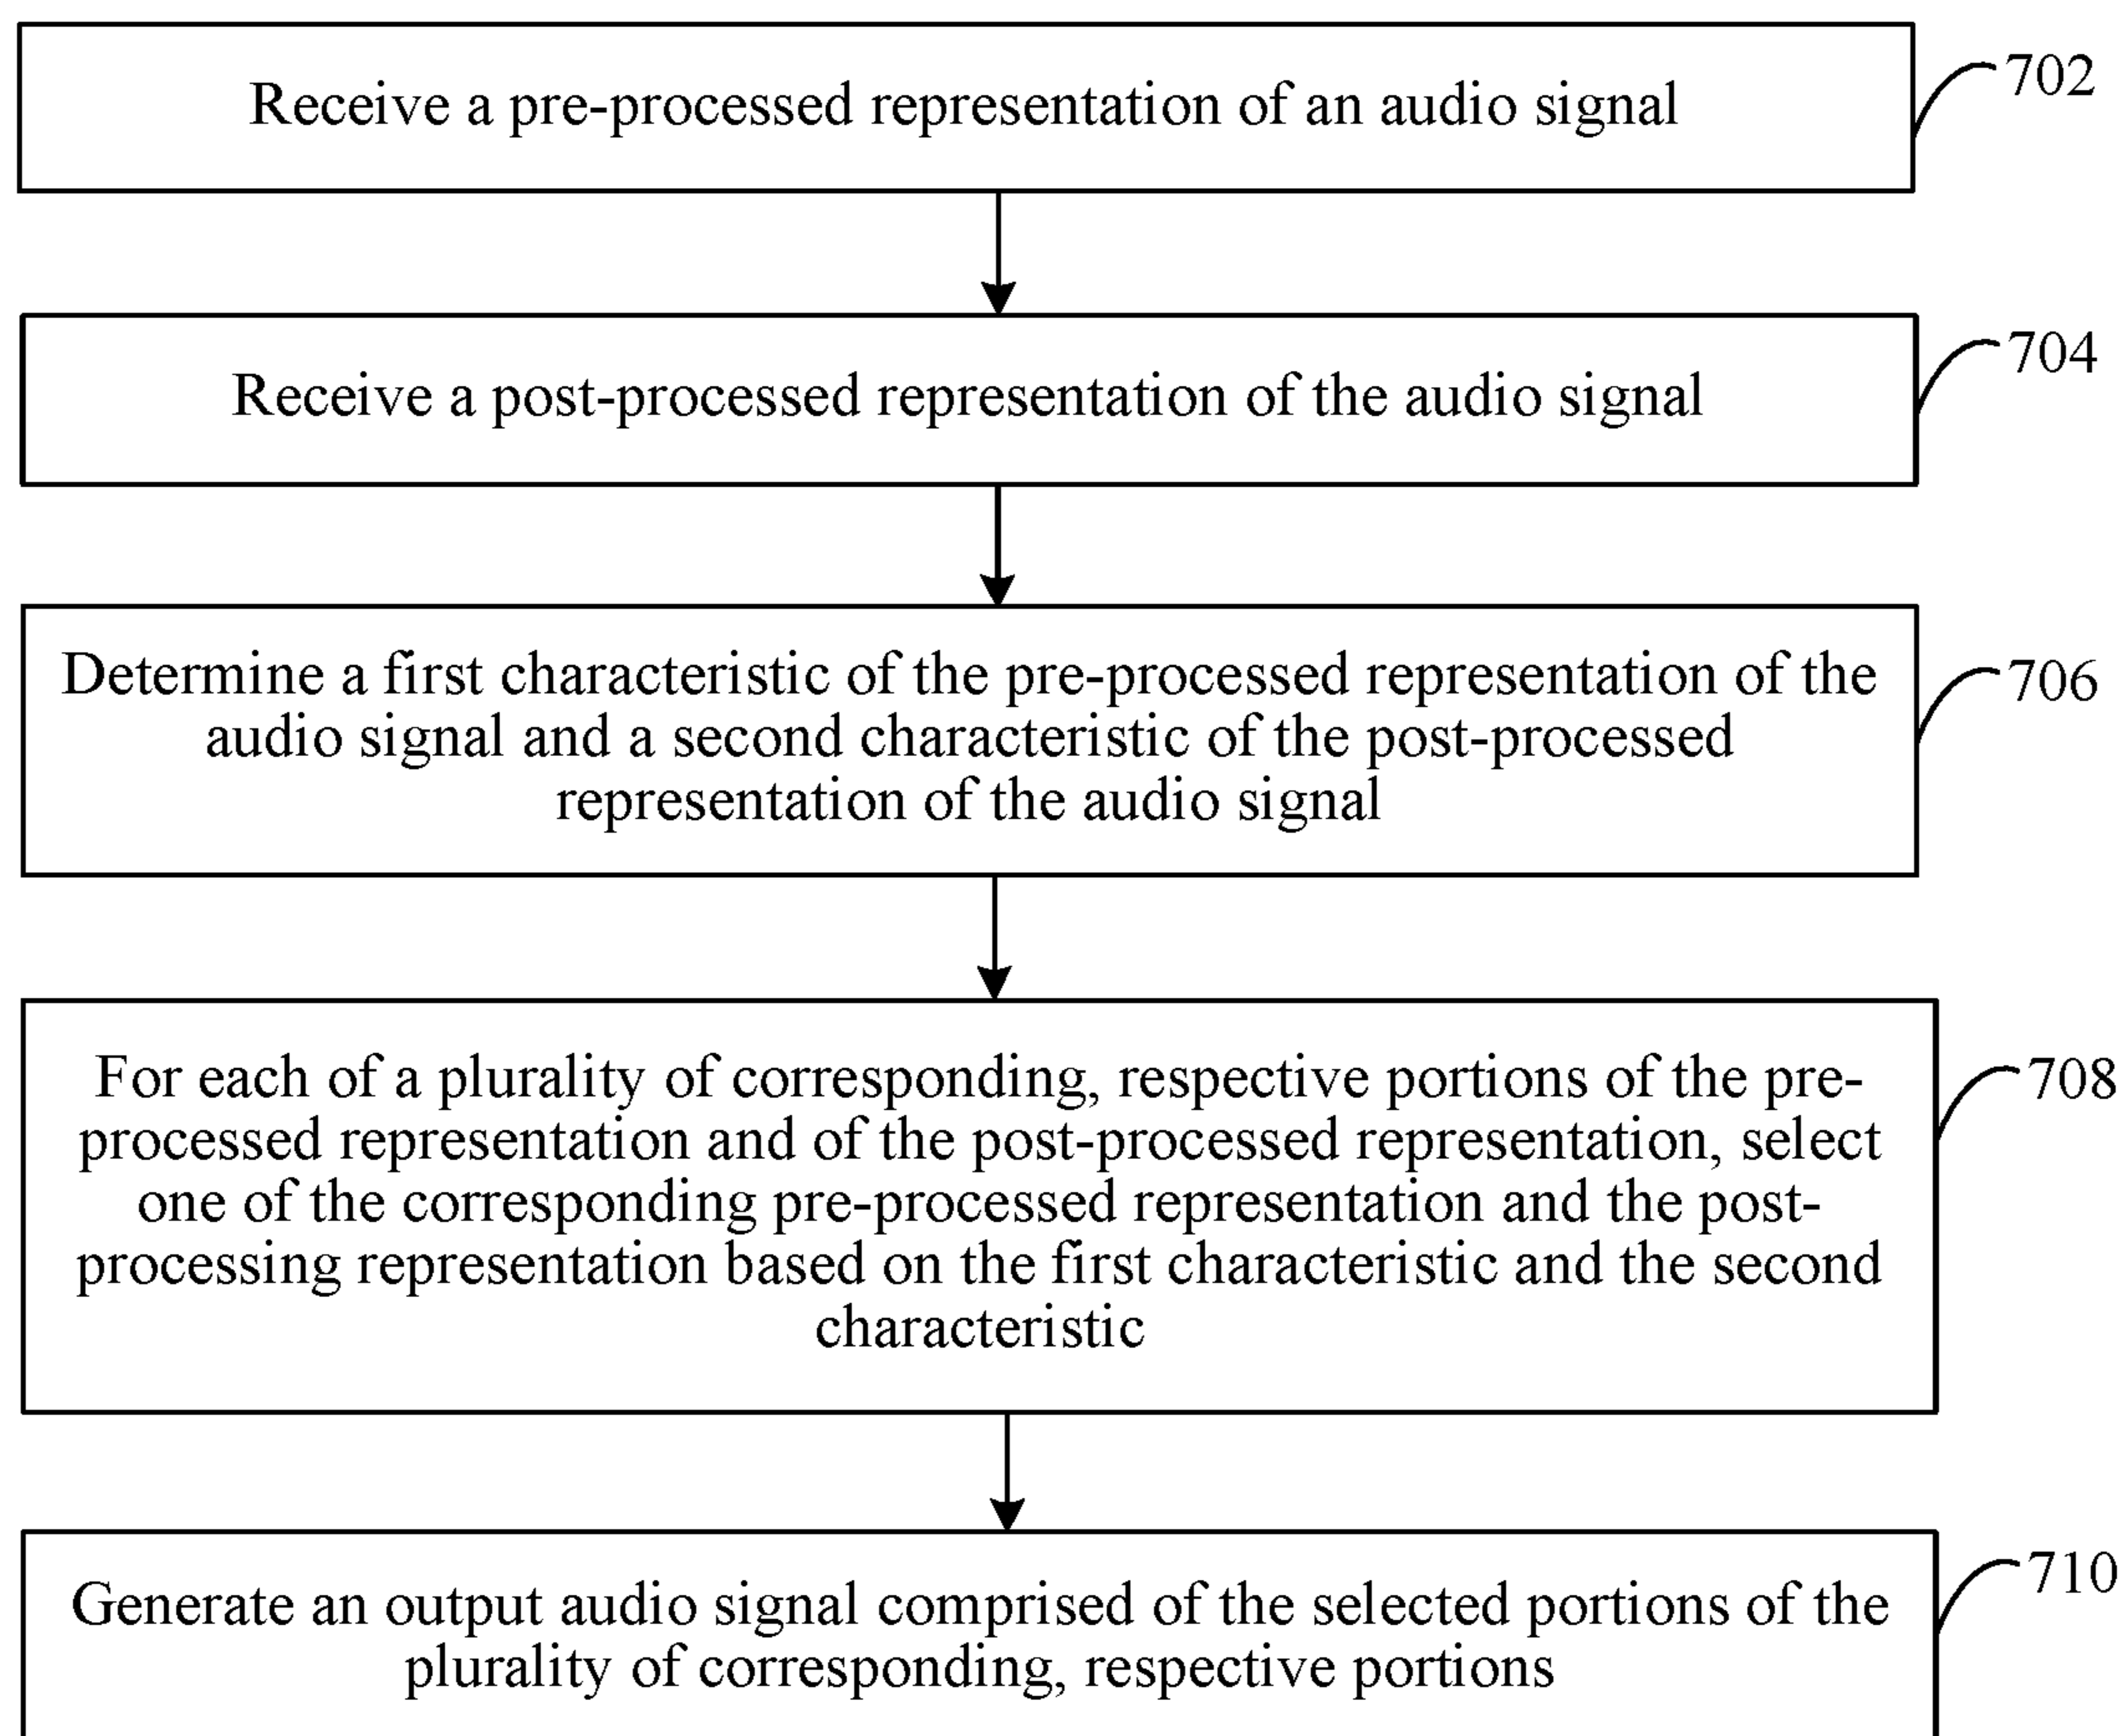 Receive a pre-processed representation of an audio signal
702
Receive a post-processed representation of the audio signal
704
Determine a first characteristic of the pre-processed representation of the
audio signal and a second characteristic of the post-processed
representation of the audio signal
706
For each of a plurality of corresponding, respective portions of the pre-
processed representation and of the post-processed representation, select
one of the corresponding pre-processed representation and the post-
processing representation based on the first characteristic and the second
characteristic
708
Generate an output audio signal comprised of the selected portions of the
plurality of corresponding, respective portions
710